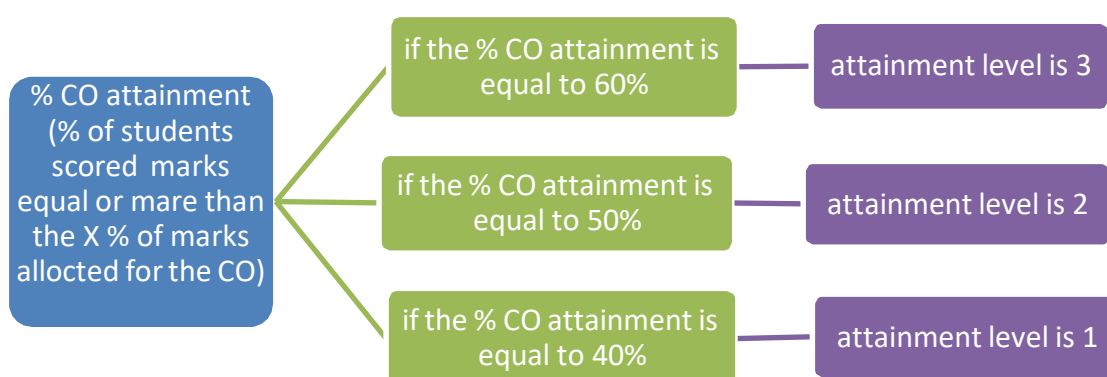 % CO attainment
(% of students
scored marks
equal or mare than
the X % of marks
allocted for the CO)
if the % CO attainment is
equal to 60%
attainment level is 3
if the % CO attainment is
equal to 50%
attainment level is 2
if the % CO attainment is
equal to 40%
attainment level is 1